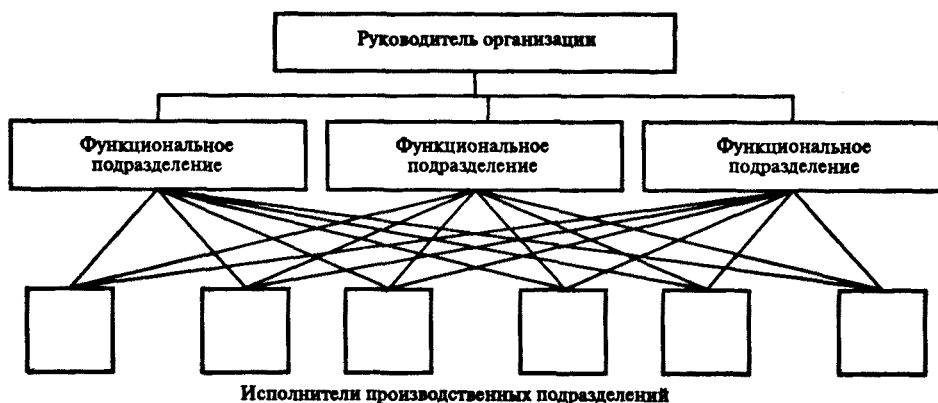 Руководитель организации
Функциональное
подразделение
Функциональное
подразделение
Функциональное
подразделение
Исполнители производственных подразделений